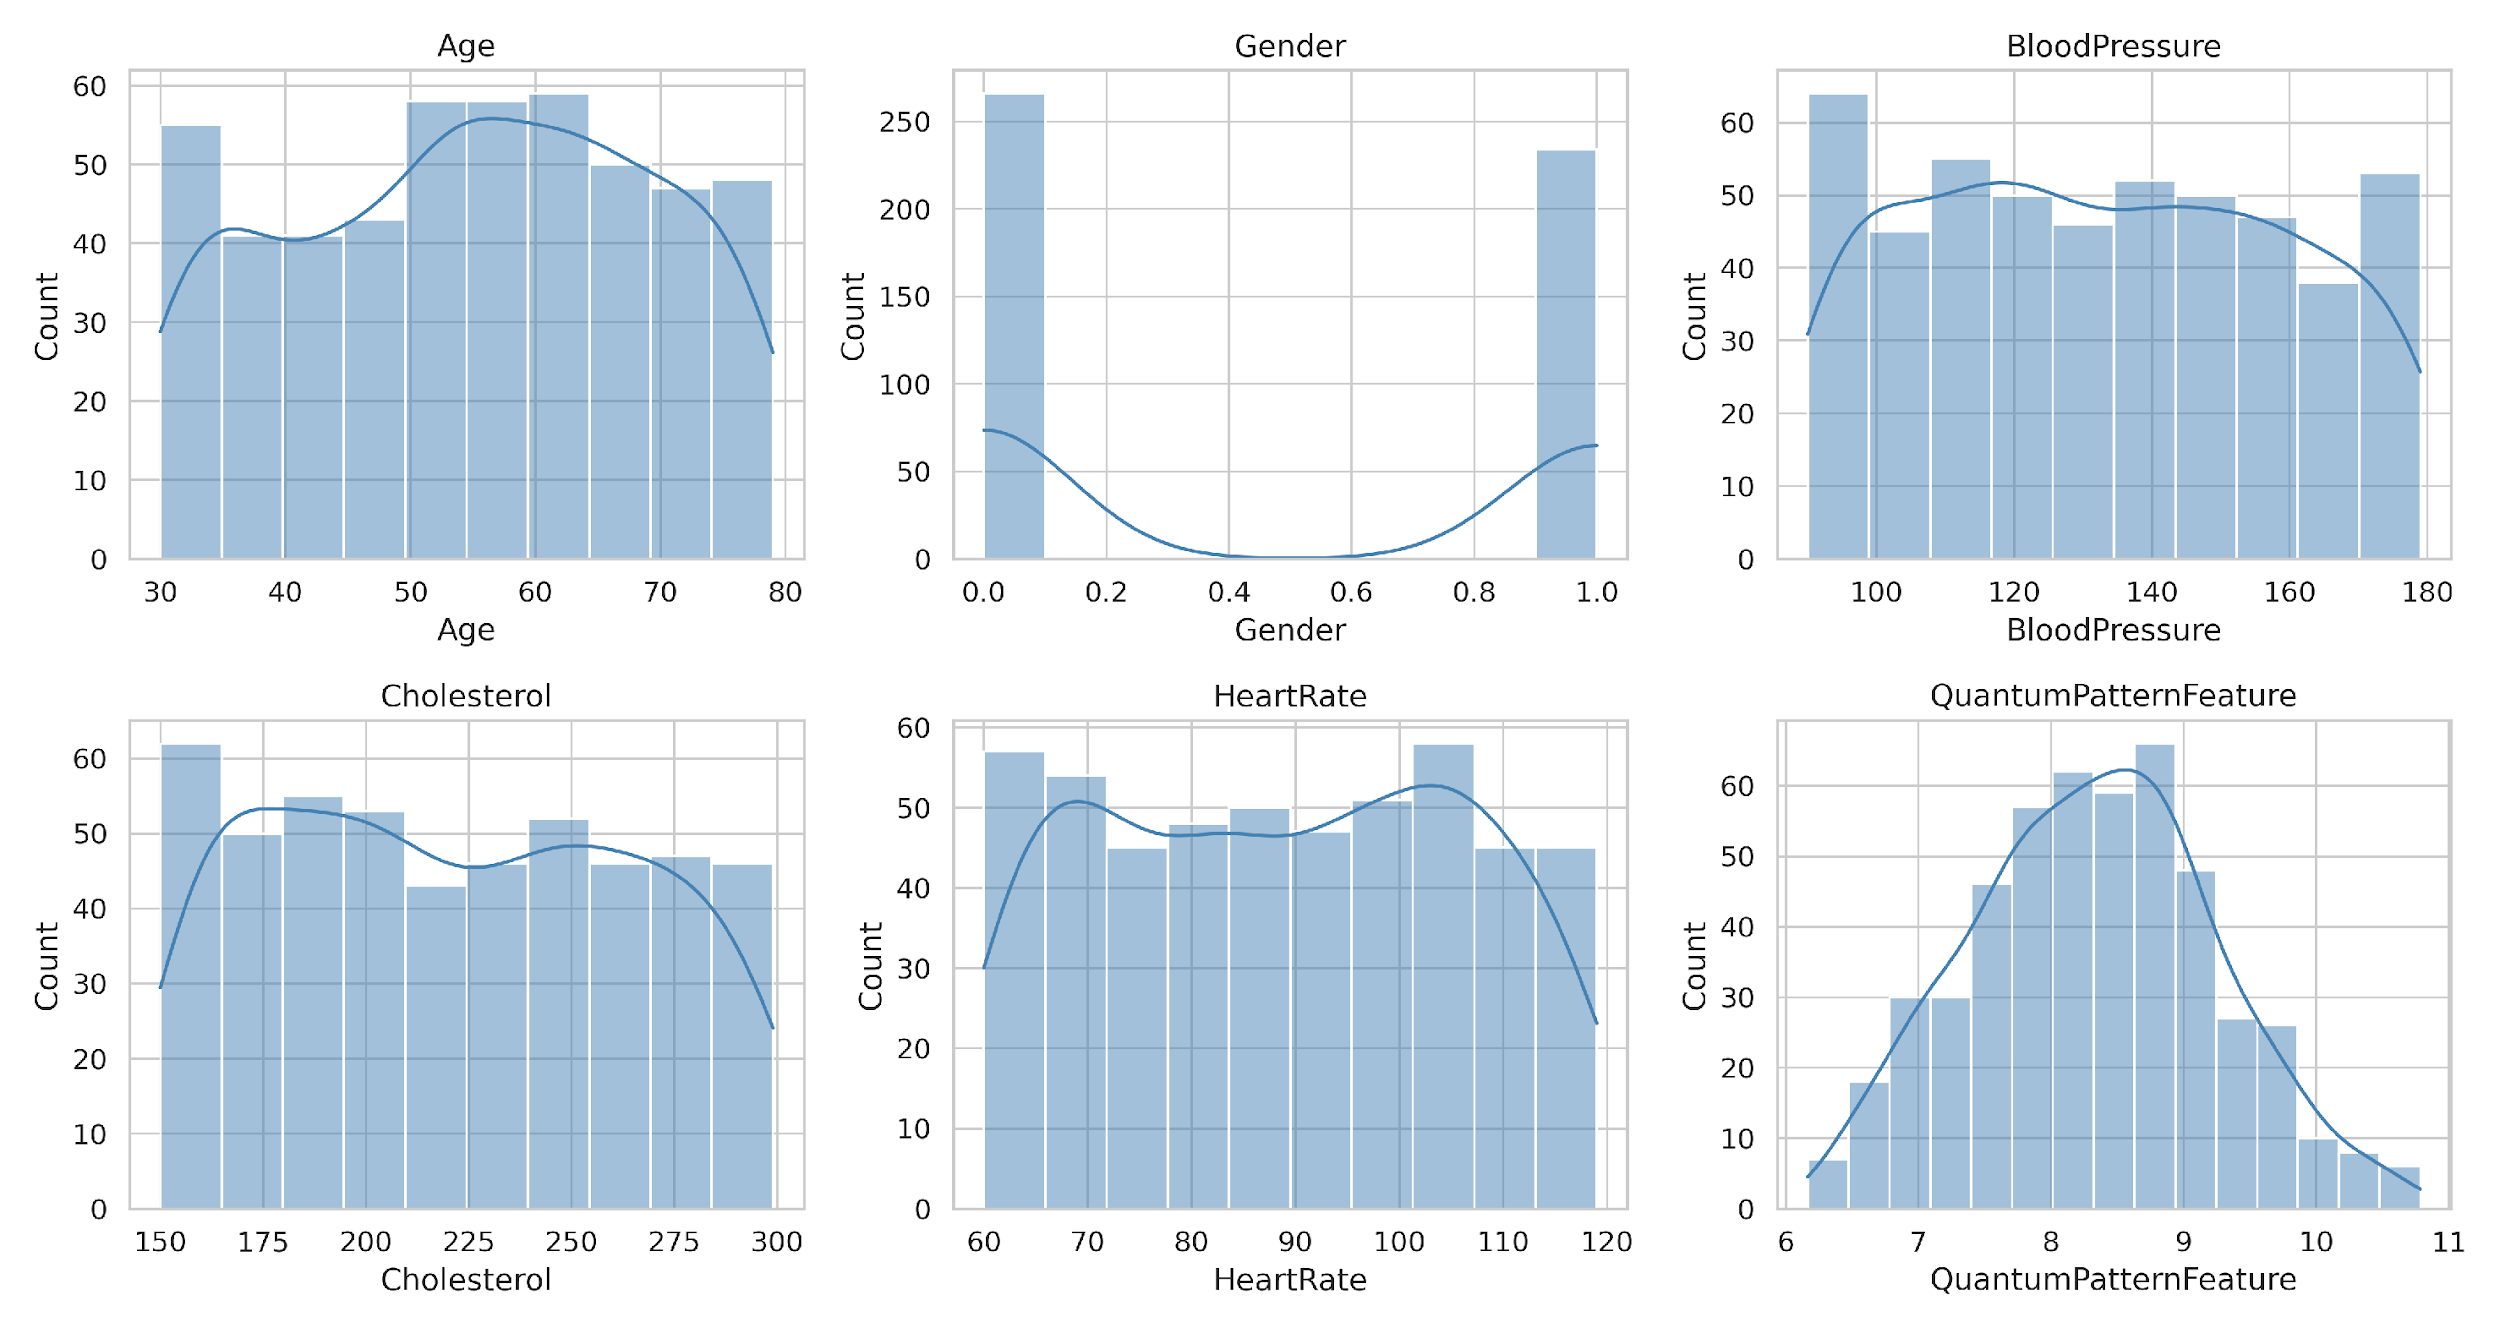 Age
Count
60
50
40
30
20
10
0
30 40 50 60 70 80
Age
Gender
Count
250
200
150
100
50
0
0.0 0.2 0.4 0.6 0.8 1.0
Gender
BloodPressure
Count
60
50
40
30
20
10
0
100 120 140 160 180
BloodPressure
Cholesterol
Count
60
50
40
30
20
10
0
150 175 200 225 250 275 300
Cholesterol
HeartRate
Count
60
50
40
30
20
10
0
60 70 80 90 100 110 120
HeartRate
QuantumPatternFeature
Count
60
50
40
30
20
10
0
6 7 8 9 10 11
QuantumPatternFeature